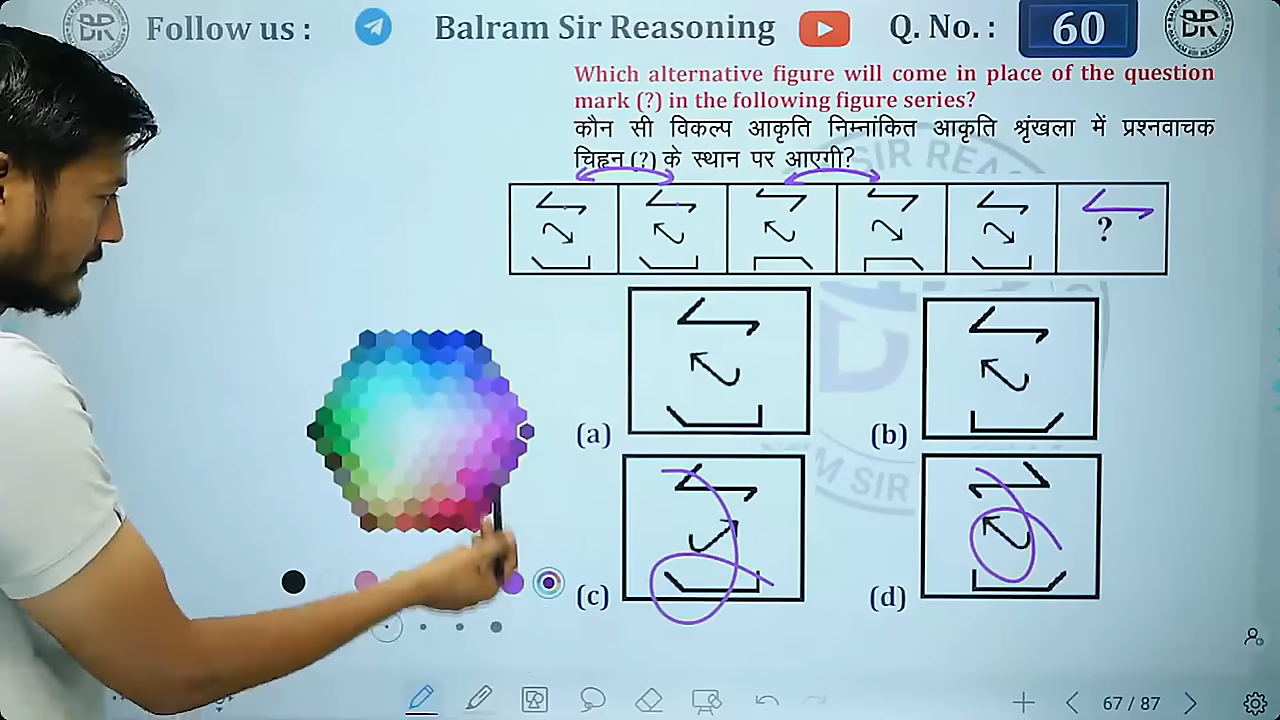 Follow us :
Balram Sir Reasoning
Q. No. :
60
Which alternative figure will come in place of the question
mark (?) in the following figure series?
कौन सी विकल्प आकृति निम्नांकित आकृति श्रृंखला में प्रश्नवाचक
चिह्न (?) के स्थान पर आएगी?
?
(a)
(b)
(c)
(d)
67 / 87